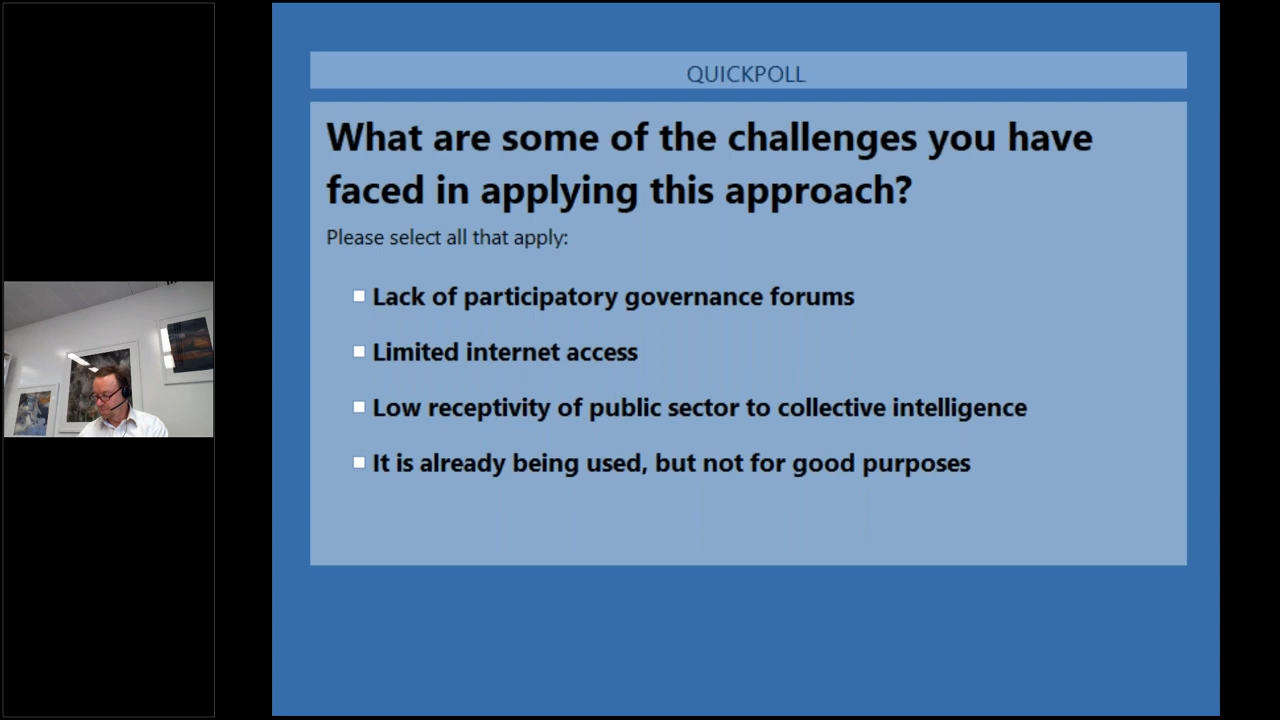 QUICKPOLL
What are some of the challenges you have
faced in applying this approach?
Please select all that apply:
Lack of participatory governance forums
Limited internet access
Low receptivity of public sector to collective intelligence
It is already being used, but not for good purposes